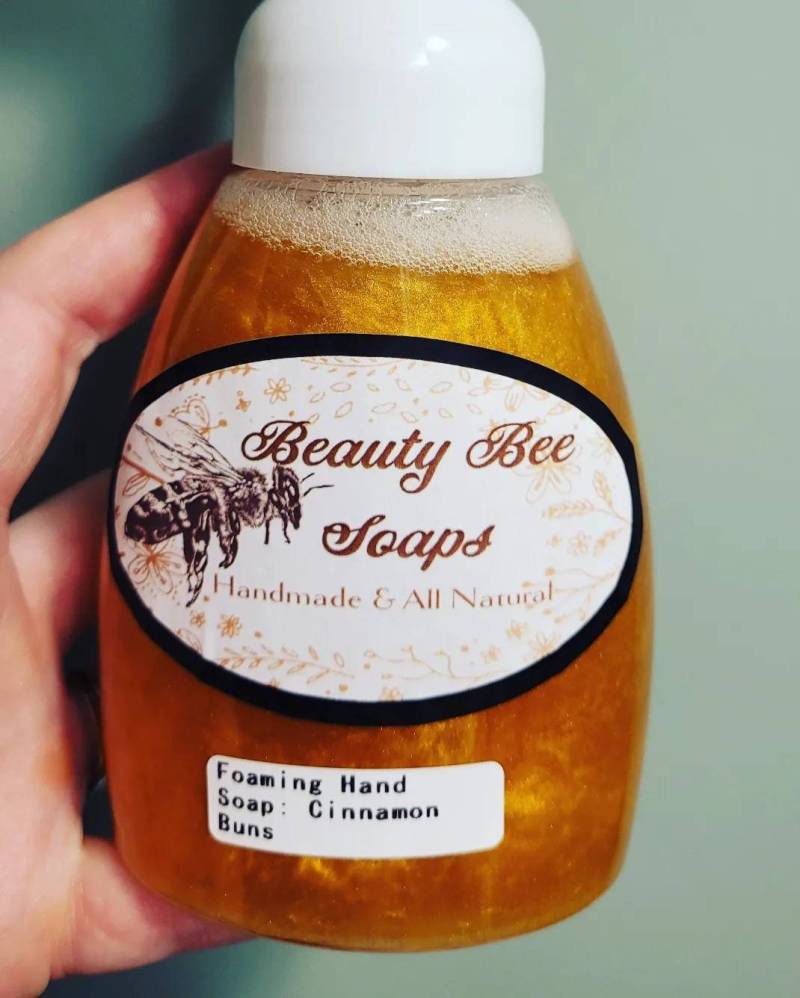 Beauty Bee
Soaps
Handmade & All Natural
Foaming Hand
Soap: Cinnamon
Buns